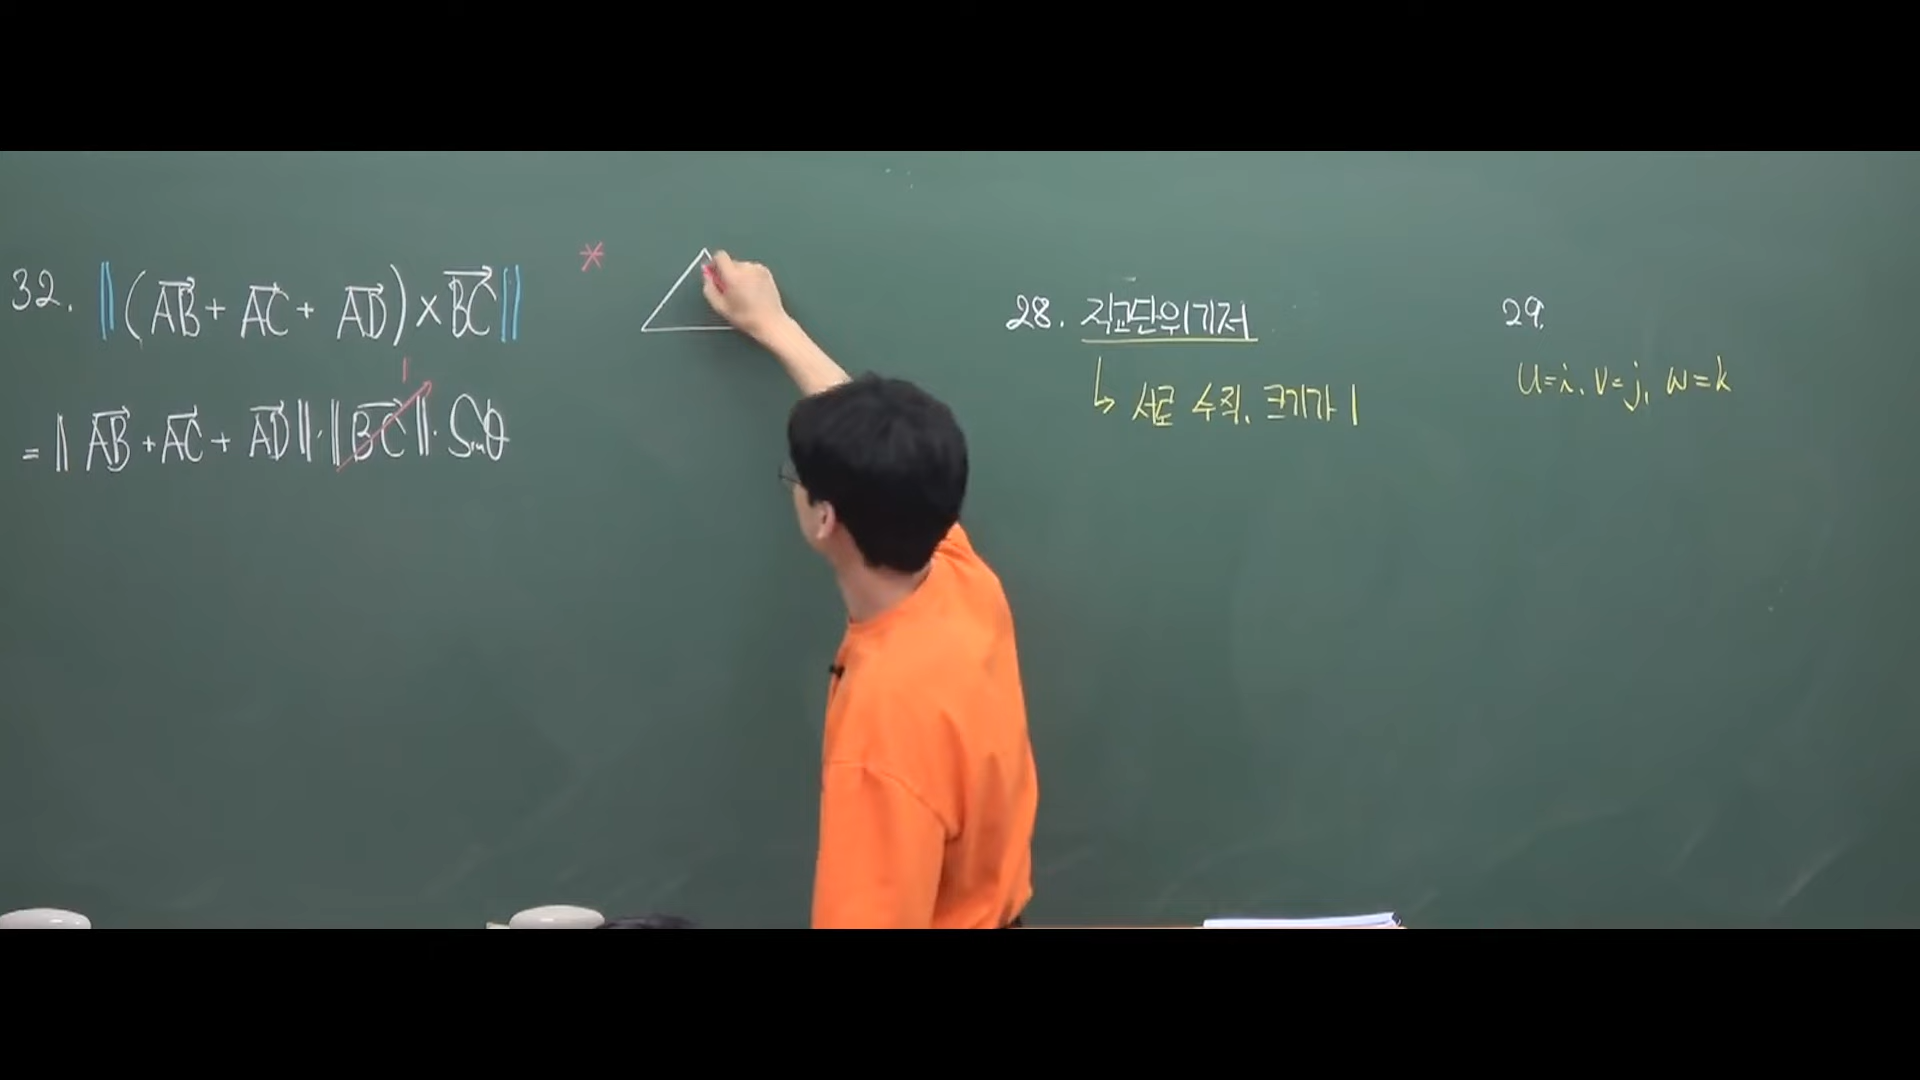 32. ‖(AB + AC + AD) × BC‖
= ‖AB + AC + AD‖·‖BC‖·Sinθ
1
*
28. 직교단위기저
↳ 서로 수직. 크기가 1
29.
u=i, v=j, w=k